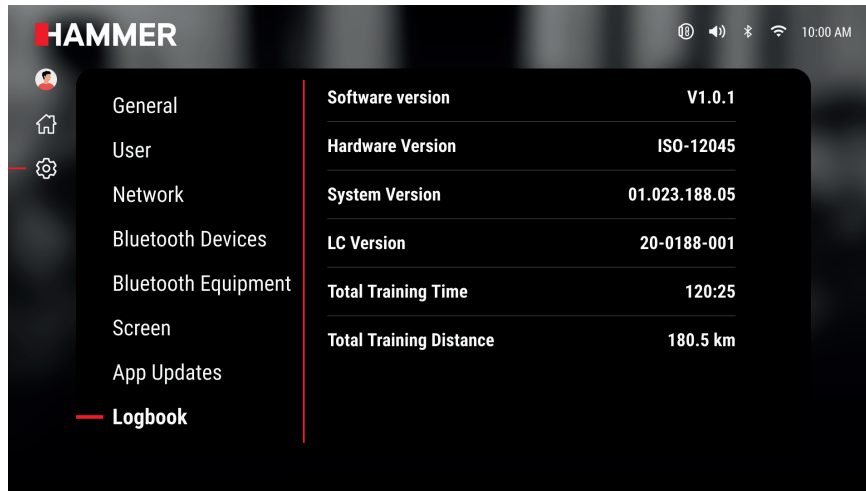 HAMMER
18
10:00 AM
General
User
Network
Bluetooth Devices
Bluetooth Equipment
Screen
App Updates
Logbook
Software version V1.0.1
Hardware Version ISO-12045
System Version 01.023.188.05
LC Version 20-0188-001
Total Training Time 120:25
Total Training Distance 180.5 km